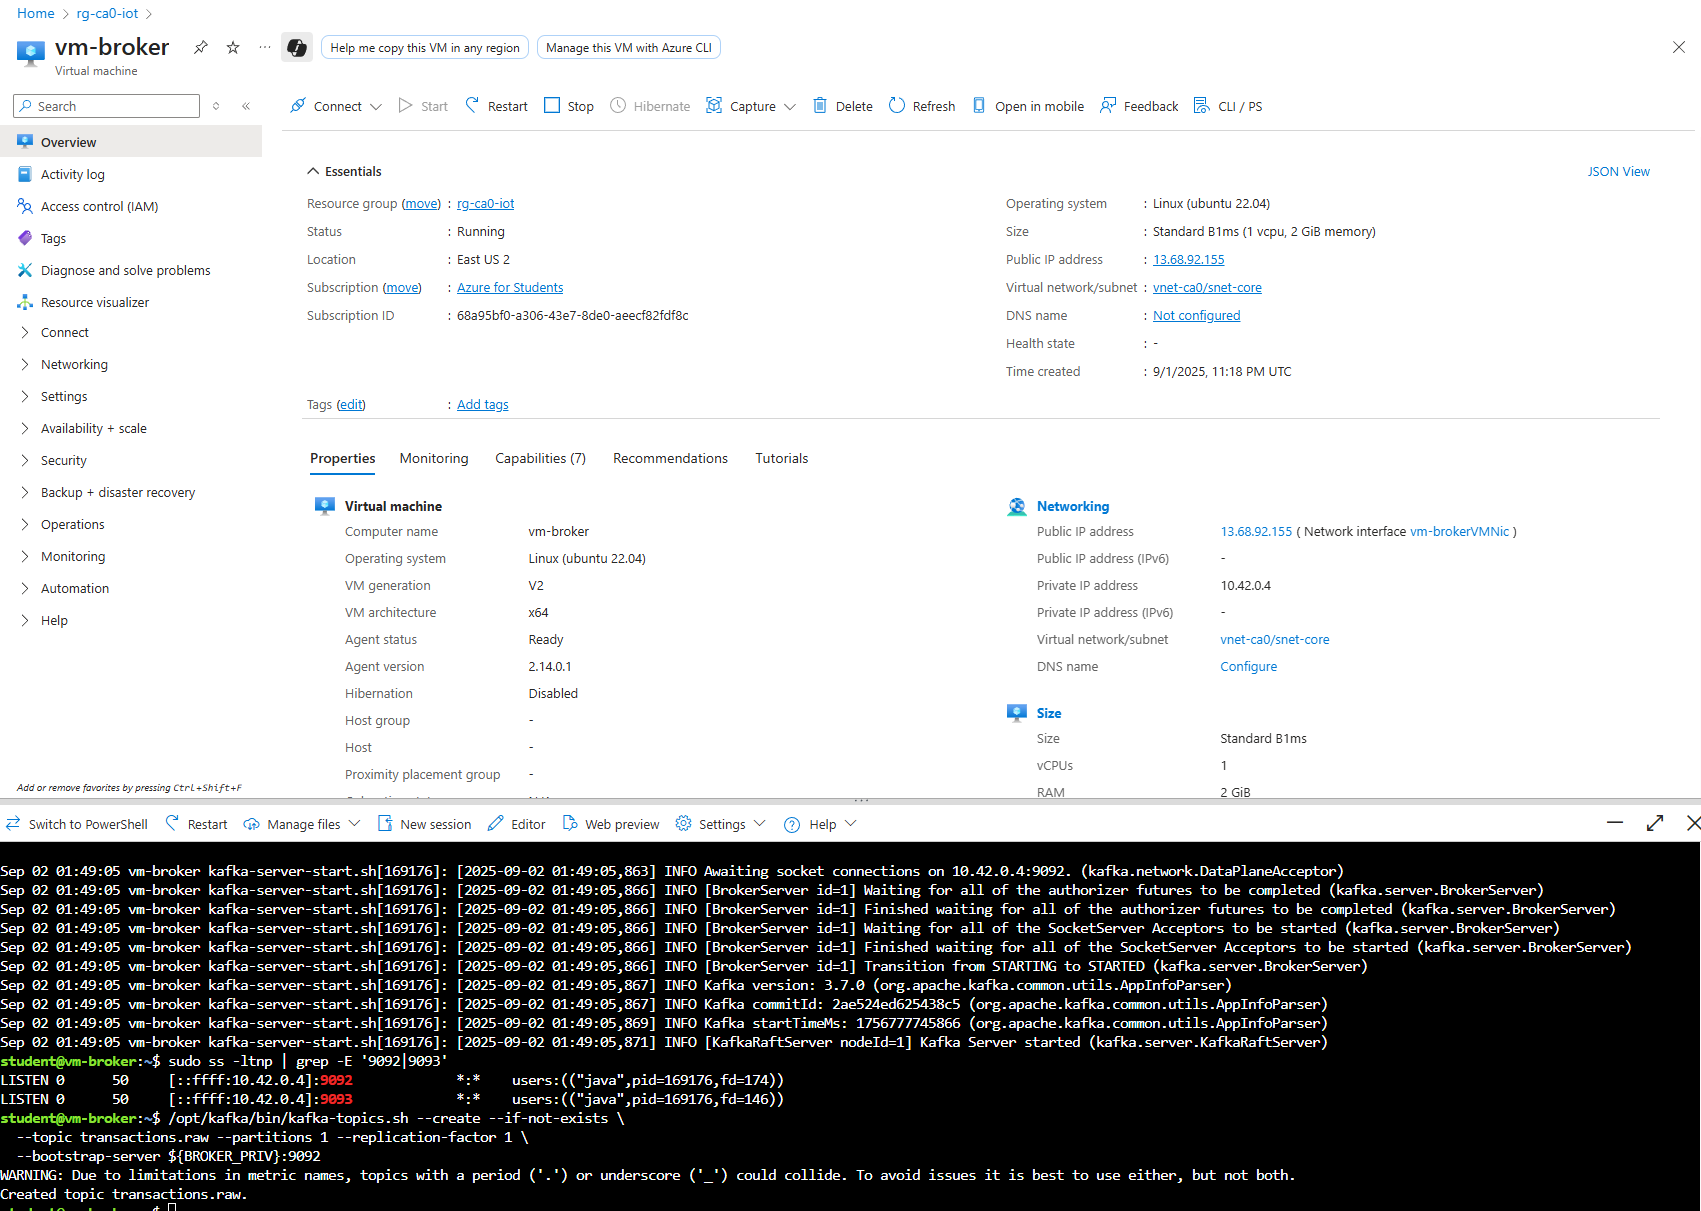 Home > rg-ca0-iot >
vm-broker
Virtual machine
Help me copy this VM in any region
Manage this VM with Azure CLI
Search
Connect
Start
Restart
Stop
Hibernate
Capture
Delete
Refresh
Open in mobile
Feedback
CLI / PS
Overview
Activity log
Access control (IAM)
Tags
Diagnose and solve problems
Resource visualizer
Connect
Networking
Settings
Availability + scale
Security
Backup + disaster recovery
Operations
Monitoring
Automation
Help
Add or remove favorites by pressing Ctrl+Shift+F
Essentials
JSON View
Resource group (move) : rg-ca0-iot
Status : Running
Location : East US 2
Subscription (move) : Azure for Students
Subscription ID : 68a95bf0-a306-43e7-8de0-aeecf82fdf8c
Operating system : Linux (ubuntu 22.04)
Size : Standard B1ms (1 vcpu, 2 GiB memory)
Public IP address : 13.68.92.155
Virtual network/subnet : vnet-ca0/snet-core
DNS name : Not configured
Health state : -
Time created : 9/1/2025, 11:18 PM UTC
Tags (edit) : Add tags
Properties
Monitoring
Capabilities (7)
Recommendations
Tutorials
Virtual machine
Computer name vm-broker
Operating system Linux (ubuntu 22.04)
VM generation V2
VM architecture x64
Agent status Ready
Agent version 2.14.0.1
Hibernation Disabled
Host group -
Host -
Proximity placement group -
Networking
Public IP address 13.68.92.155 ( Network interface vm-brokerVMNic )
Public IP address (IPv6) -
Private IP address 10.42.0.4
Private IP address (IPv6) -
Virtual network/subnet vnet-ca0/snet-core
DNS name Configure
Size
Size Standard B1ms
vCPUs 1
RAM 2 GiB
Switch to PowerShell
Restart
Manage files
New session
Editor
Web preview
Settings
Help
Sep 02 01:49:05 vm-broker kafka-server-start.sh[169176]: [2025-09-02 01:49:05,863] INFO Awaiting socket connections on 10.42.0.4:9092. (kafka.network.DataPlaneAcceptor)
Sep 02 01:49:05 vm-broker kafka-server-start.sh[169176]: [2025-09-02 01:49:05,866] INFO [BrokerServer id=1] Waiting for all of the authorizer futures to be completed (kafka.server.BrokerServer)
Sep 02 01:49:05 vm-broker kafka-server-start.sh[169176]: [2025-09-02 01:49:05,866] INFO [BrokerServer id=1] Finished waiting for all of the authorizer futures to be completed (kafka.server.BrokerServer)
Sep 02 01:49:05 vm-broker kafka-server-start.sh[169176]: [2025-09-02 01:49:05,866] INFO [BrokerServer id=1] Waiting for all of the SocketServer Acceptors to be started (kafka.server.BrokerServer)
Sep 02 01:49:05 vm-broker kafka-server-start.sh[169176]: [2025-09-02 01:49:05,866] INFO [BrokerServer id=1] Finished waiting for all of the SocketServer Acceptors to be started (kafka.server.BrokerServer)
Sep 02 01:49:05 vm-broker kafka-server-start.sh[169176]: [2025-09-02 01:49:05,866] INFO [BrokerServer id=1] Transition from STARTING to STARTED (kafka.server.BrokerServer)
Sep 02 01:49:05 vm-broker kafka-server-start.sh[169176]: [2025-09-02 01:49:05,867] INFO Kafka version: 3.7.0 (org.apache.kafka.common.utils.AppInfoParser)
Sep 02 01:49:05 vm-broker kafka-server-start.sh[169176]: [2025-09-02 01:49:05,867] INFO Kafka commitId: 2ae524ed625438c5 (org.apache.kafka.common.utils.AppInfoParser)
Sep 02 01:49:05 vm-broker kafka-server-start.sh[169176]: [2025-09-02 01:49:05,869] INFO Kafka startTimeMs: 1756777745866 (org.apache.kafka.common.utils.AppInfoParser)
Sep 02 01:49:05 vm-broker kafka-server-start.sh[169176]: [2025-09-02 01:49:05,871] INFO [KafkaRaftServer nodeId=1] Kafka Server started (kafka.server.KafkaRaftServer)
student@vm-broker:~$ sudo ss -ltnp | grep -E '9092|9093'
LISTEN 0 50 [::ffff:10.42.0.4]:9092 *:* users:(("java",pid=169176,fd=174))
LISTEN 0 50 [::ffff:10.42.0.4]:9093 *:* users:(("java",pid=169176,fd=146))
student@vm-broker:~$ /opt/kafka/bin/kafka-topics.sh --create --if-not-exists \
--topic transactions.raw --partitions 1 --replication-factor 1 \
--bootstrap-server ${BROKER_PRIV}:9092
WARNING: Due to limitations in metric names, topics with a period ('.') or underscore ('_') could collide. To avoid issues it is best to use either, but not both.
Created topic transactions.raw.